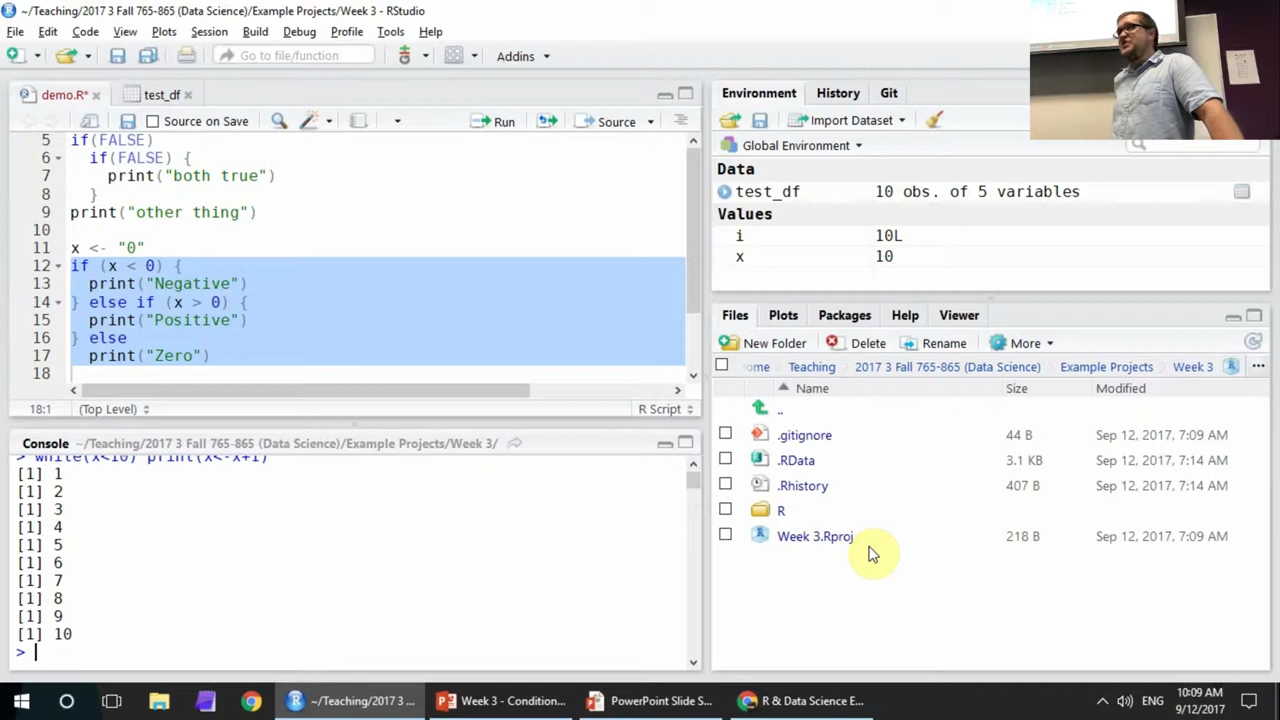 ~/Teaching/2017 3 Fall 765-865 (Data Science)/Example Projects/Week 3 - RStudio
File Edit Code View Plots Session Build Debug Profile Tools Help
Go to file/function Addins
demo.R* test_df
Source on Save Run Source
5 if(FALSE)
6 if(FALSE) {
7 print("both true")
8 }
9 print("other thing")
10
11 x <- "0"
12 if (x < 0) {
13 print("Negative")
14 } else if (x > 0) {
15 print("Positive")
16 } else
17 print("Zero")
18
18:1 (Top Level) R Script
Console ~/Teaching/2017 3 Fall 765-865 (Data Science)/Example Projects/Week 3/
> while(x<10) print(x<-x+1)
[1] 1
[1] 2
[1] 3
[1] 4
[1] 5
[1] 6
[1] 7
[1] 8
[1] 9
[1] 10
>
Environment History Git
Import Dataset
Global Environment
Data
test_df 10 obs. of 5 variables
Values
i 10L
x 10
Files Plots Packages Help Viewer
New Folder Delete Rename More
ome Teaching 2017 3 Fall 765-865 (Data Science) Example Projects Week 3 ...
Name Size Modified
..
.gitignore 44 B Sep 12, 2017, 7:09 AM
.RData 3.1 KB Sep 12, 2017, 7:14 AM
.Rhistory 407 B Sep 12, 2017, 7:14 AM
R
Week 3.Rproj 218 B Sep 12, 2017, 7:09 AM
~/Teaching/2017 3 ... Week 3 - Condition... PowerPoint Slide S... R & Data Science E... ENG 10:09 AM
9/12/2017